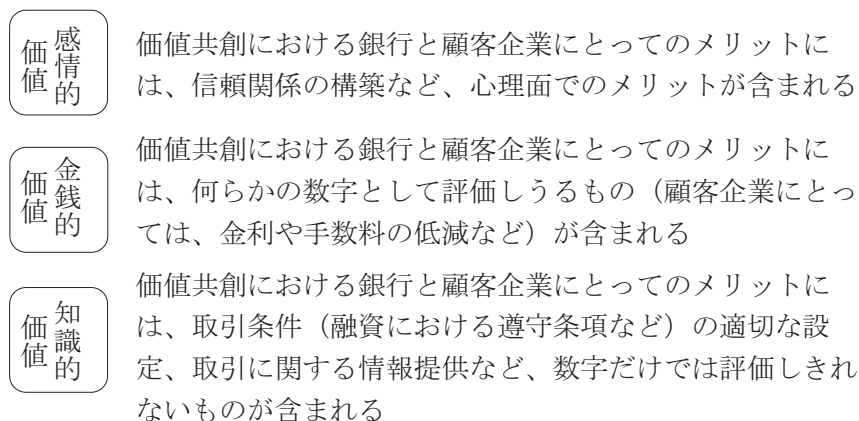 感情的
価値
価値共創における銀行と顧客企業にとってのメリットに
は、信頼関係の構築など、心理面でのメリットが含まれる
金銭的
価値
価値共創における銀行と顧客企業にとってのメリットに
は、何らかの数字として評価しうるもの（顧客企業にとっ
ては、金利や手数料の低減など）が含まれる
知識的
価値
価値共創における銀行と顧客企業にとってのメリットに
は、取引条件（融資における遵守条項など）の適切な設
定、取引に関する情報提供など、数字だけでは評価しきれ
ないものが含まれる